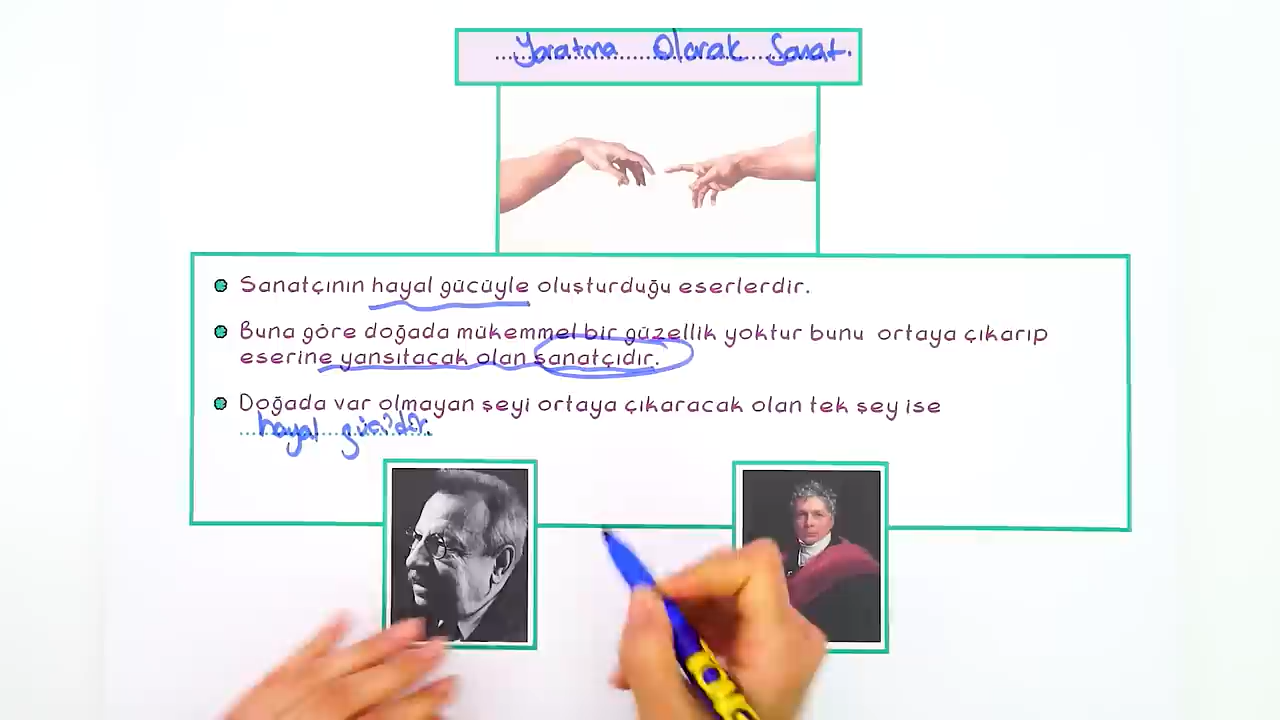 Yaratma Olarak Sanat.
Sanatçının hayal gücüyle oluşturduğu eserlerdir.
Buna göre doğada mükemmel bir güzellik yoktur bunu ortaya çıkarıp
eserine yansıtacak olan sanatçıdır.
Doğada var olmayan şeyi ortaya çıkaracak olan tek şey ise
hayal gücüdür.